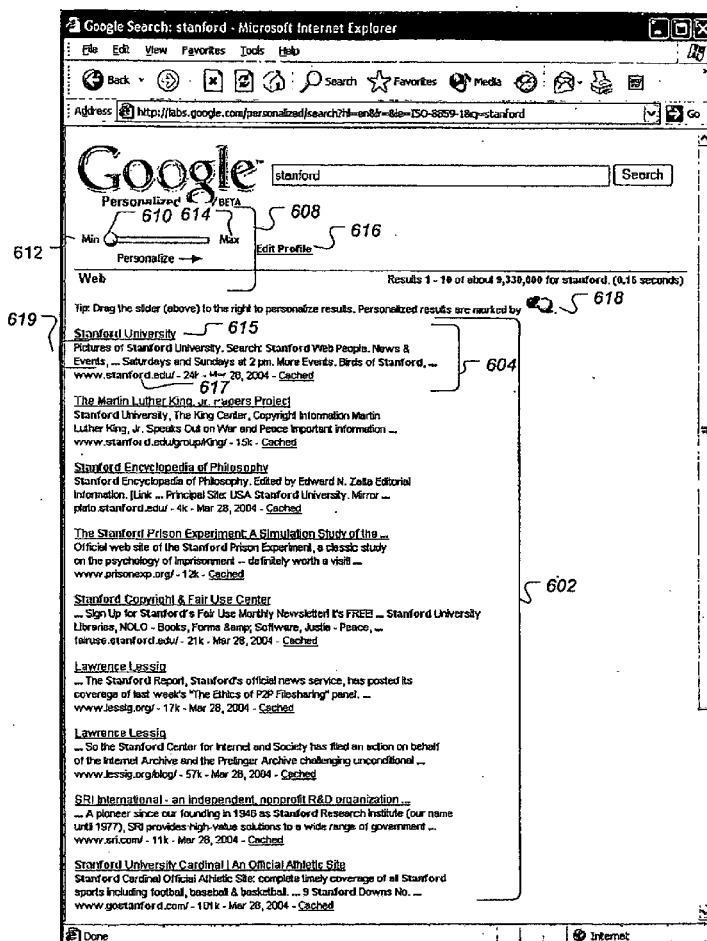 Google Search: stanford - Microsoft Internet Explorer
File Edit View Favorites Tools Help
Back Search Favorites Media
Address http://labs.google.com/personalized/search?hl=en&lr=&ie=ISO-8859-1&q=stanford Go
Google™ stanford Search
Personalized BETA
610 614 608
612 Min Max Edit Profile 616
Personalize
Web Results 1 - 10 of about 9,330,000 for stanford. (0.15 seconds)
Tip: Drag the slider (above) to the right to personalize results. Personalized results are marked by . 618
619 Stanford University 615
Pictures of Stanford University. Search: Stanford Web People. News &
Events, ... Saturdays and Sundays at 2 pm. More Events. Birds of Stanford, ... 604
www.stanford.edu/ - 24k - Mar 28, 2004 - Cached
617
The Martin Luther King, Jr. Papers Project
Stanford University, The King Center, Copyright Information Martin
Luther King, Jr. Speaks Out on War and Peace Important information ...
www.stanford.edu/group/King/ - 15k - Cached
Stanford Encyclopedia of Philosophy
Stanford Encyclopedia of Philosophy. Edited by Edward N. Zalta Editorial
Information. [Link ... Principal Site: USA Stanford University. Mirror ...
plato.stanford.edu/ - 4k - Mar 28, 2004 - Cached
The Stanford Prison Experiment: A Simulation Study of the ...
Official web site of the Stanford Prison Experiment, a classic study
on the psychology of imprisonment -- definitely worth a visit! ...
www.prisonexp.org/ - 12k - Cached
602
Stanford Copyright & Fair Use Center
... Sign Up for Stanford's Fair Use Monthly Newsletter! It's FREE! ... Stanford University
Libraries, NOLO - Books, Forms &amp; Software, Justia - Peace, ...
fairuse.stanford.edu/ - 21k - Mar 28, 2004 - Cached
Lawrence Lessig
... The Stanford Report, Stanford's official news service, has posted its
coverage of last week's "The Ethics of P2P Filesharing" panel. ...
www.lessig.org/ - 17k - Mar 28, 2004 - Cached
Lawrence Lessig
... So the Stanford Center for Internet and Society has filed an action on behalf
of the Internet Archive and the Prelinger Archive challenging unconditional ...
www.lessig.org/blog/ - 57k - Mar 28, 2004 - Cached
SRI International - an independent, nonprofit R&D organization ...
... A pioneer since our founding in 1946 as Stanford Research Institute (our name
until 1977), SRI provides high-value solutions to a wide range of government ...
www.sri.com/ - 11k - Mar 28, 2004 - Cached
Stanford University Cardinal | An Official Athletic Site
Stanford Cardinal Official Athletic Site: complete timely coverage of all Stanford
sports including football, baseball & basketball. ... 9 Stanford Downs No. ...
www.gostanford.com/ - 101k - Mar 28, 2004 - Cached
Done Internet